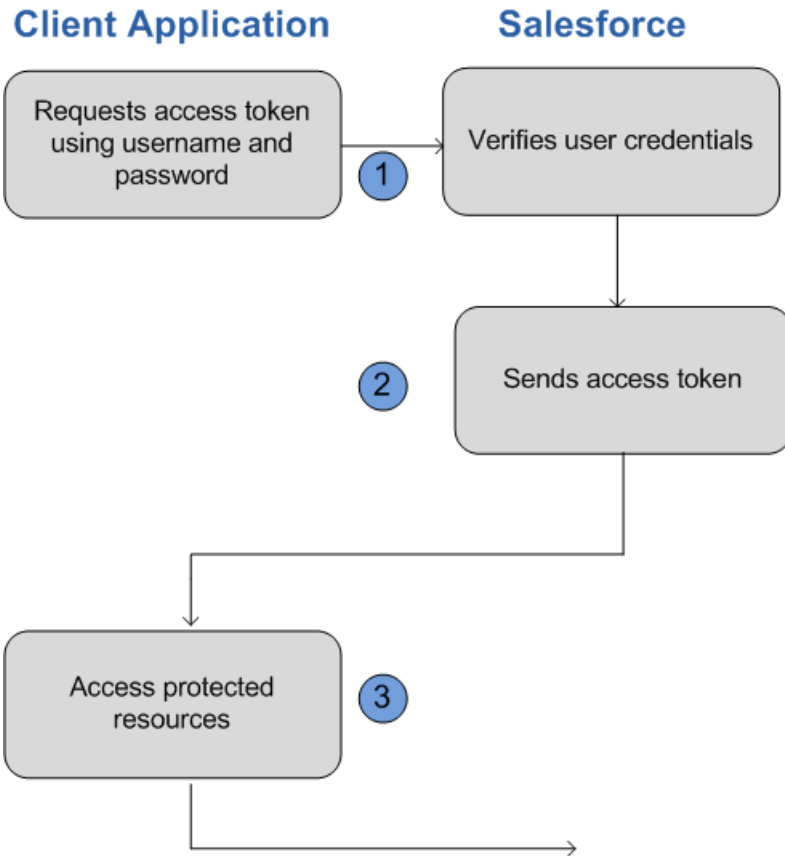 Client Application
Salesforce
Requests access token
using username and
password
1
Verifies user credentials
2
Sends access token
Access protected
resources
3